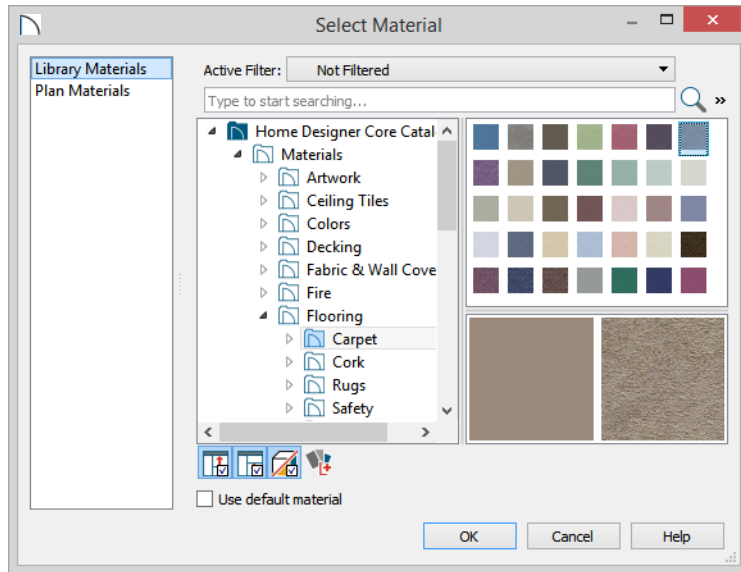 Select Material
Library Materials
Plan Materials
Active Filter: Not Filtered
Type to start searching...
»
Home Designer Core Catal
Materials
Artwork
Ceiling Tiles
Colors
Decking
Fabric & Wall Cove
Fire
Flooring
Carpet
Cork
Rugs
Safety
Use default material
OK Cancel Help